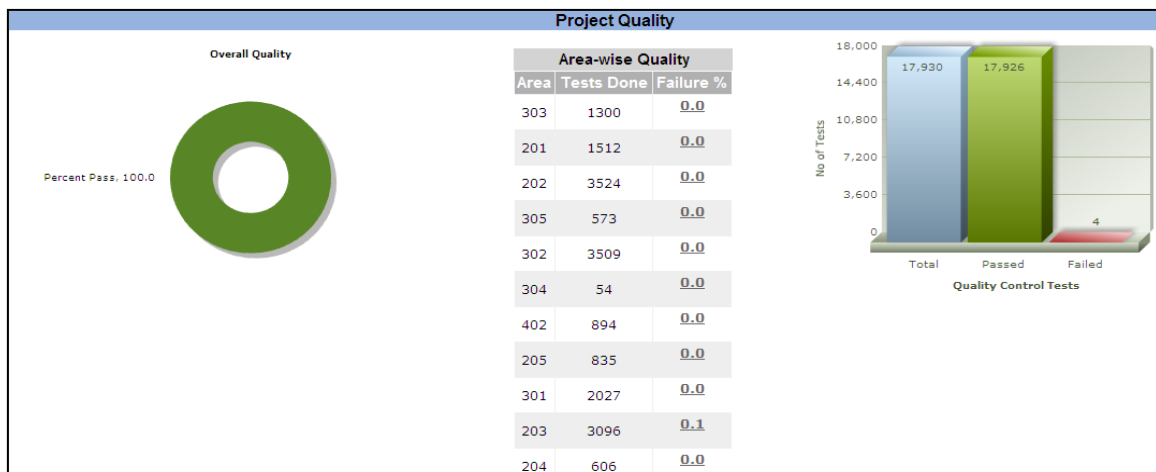 Project Quality
Overall Quality
Percent Pass, 100.0
Area-wise Quality
Area Tests Done Failure %
303 1300 0.0
201 1512 0.0
202 3524 0.0
305 573 0.0
302 3509 0.0
304 54 0.0
402 894 0.0
205 835 0.0
301 2027 0.0
203 3096 0.1
204 606 0.0
No of Tests
18,000
14,400
10,800
7,200
3,600
0
17,930 17,926 4
Total Passed Failed
Quality Control Tests